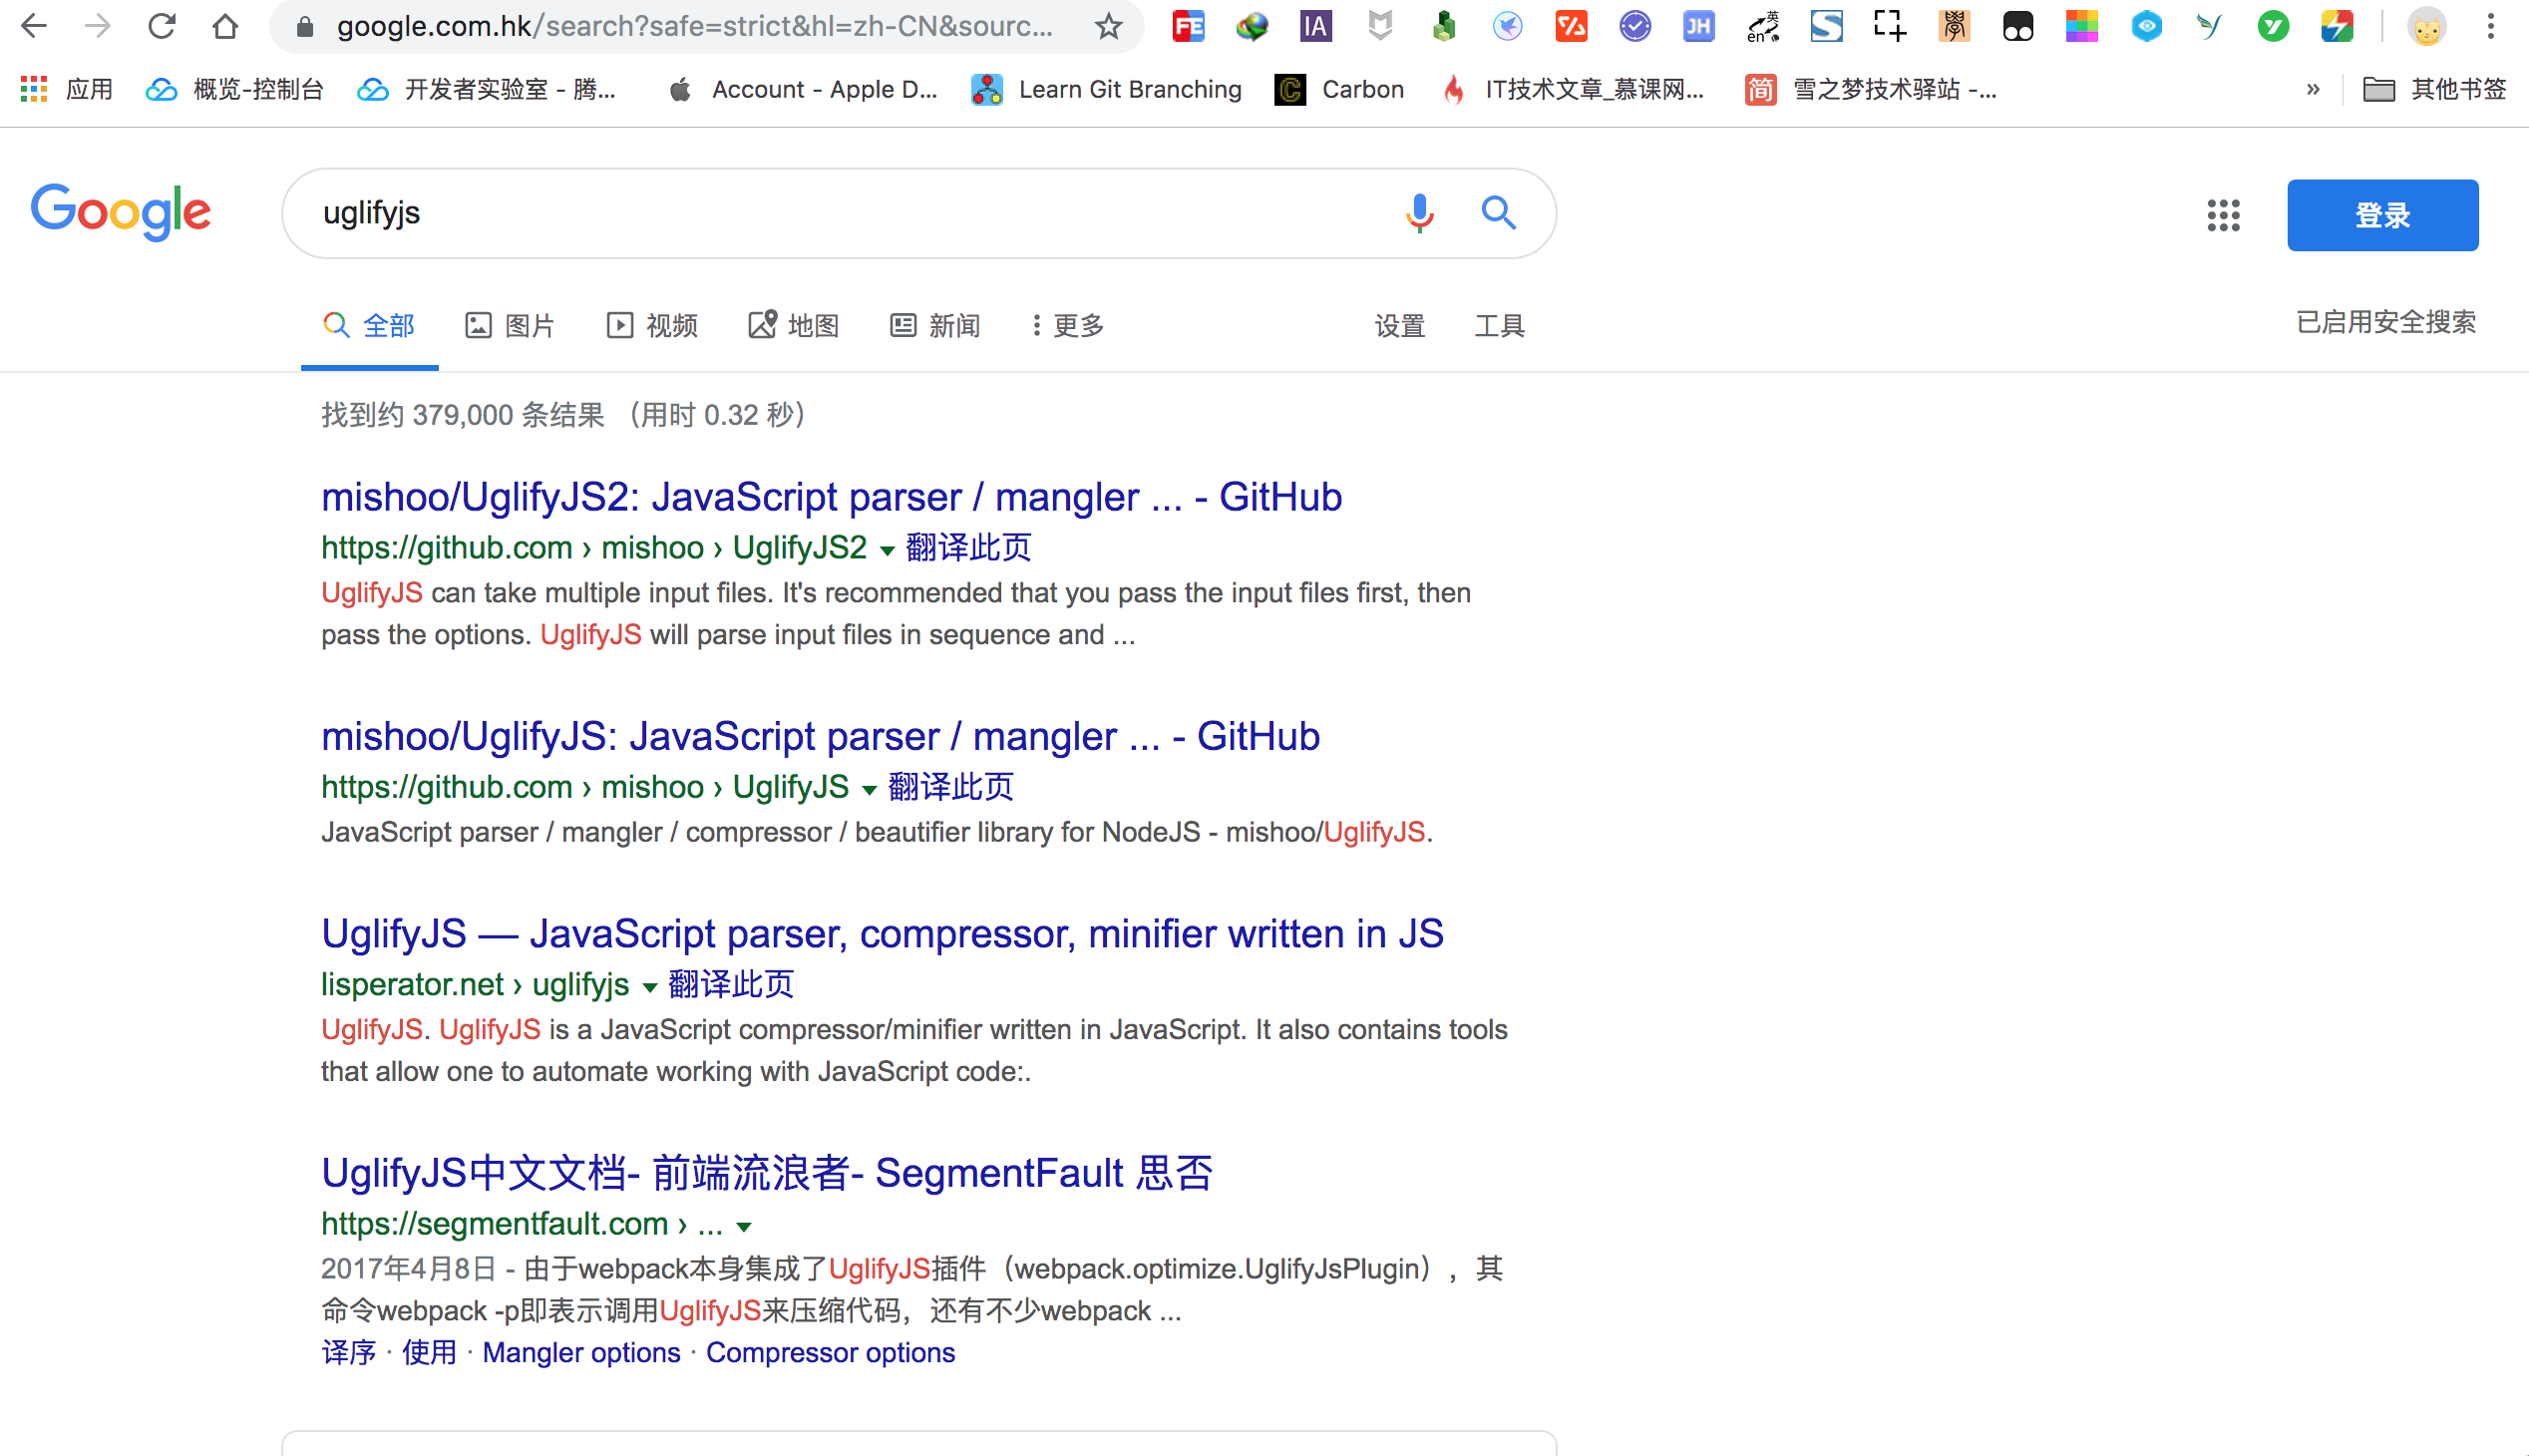 google.com.hk/search?safe=strict&hl=zh-CN&sourc...
FE IA JH 英 en 學
应用 概览-控制台 开发者实验室 - 腾... Account - Apple D... Learn Git Branching C Carbon IT技术文章_慕课网... 简 雪之梦技术驿站 -... » 其他书签
Google uglifyjs 登录
全部 图片 视频 地图 新闻 更多 设置 工具 已启用安全搜索
找到约 379,000 条结果 （用时 0.32 秒）
mishoo/UglifyJS2: JavaScript parser / mangler ... - GitHub
https://github.com › mishoo › UglifyJS2 翻译此页
UglifyJS can take multiple input files. It's recommended that you pass the input files first, then
pass the options. UglifyJS will parse input files in sequence and ...
mishoo/UglifyJS: JavaScript parser / mangler ... - GitHub
https://github.com › mishoo › UglifyJS 翻译此页
JavaScript parser / mangler / compressor / beautifier library for NodeJS - mishoo/UglifyJS.
UglifyJS — JavaScript parser, compressor, minifier written in JS
lisperator.net › uglifyjs 翻译此页
UglifyJS. UglifyJS is a JavaScript compressor/minifier written in JavaScript. It also contains tools
that allow one to automate working with JavaScript code:.
UglifyJS中文文档- 前端流浪者- SegmentFault 思否
https://segmentfault.com › ...
2017年4月8日 - 由于webpack本身集成了UglifyJS插件（webpack.optimize.UglifyJsPlugin），其
命令webpack -p即表示调用UglifyJS来压缩代码，还有不少webpack ...
译序 · 使用 · Mangler options · Compressor options